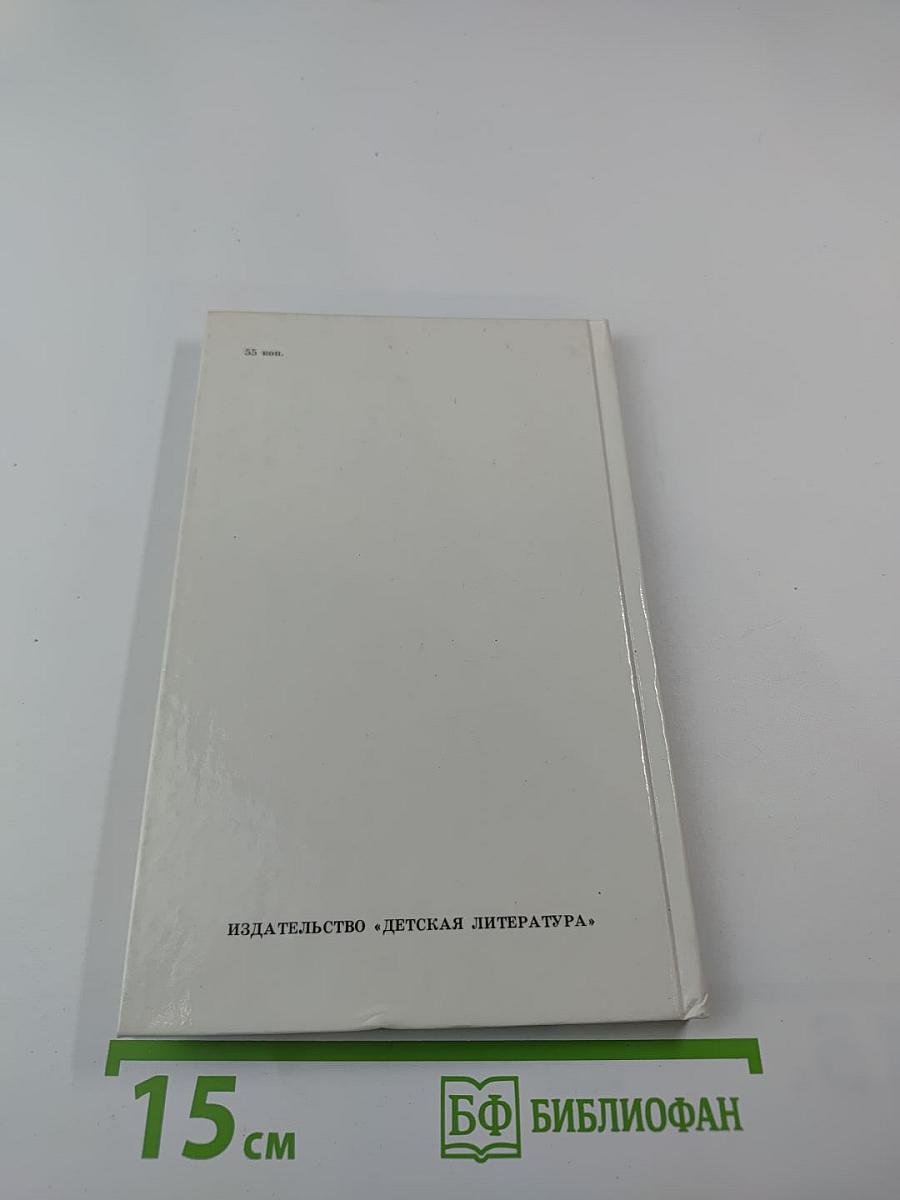 55 коп.
ИЗДАТЕЛЬСТВО «ДЕТСКАЯ ЛИТЕРАТУРА»
15 см
БФ БИБЛИОФАН